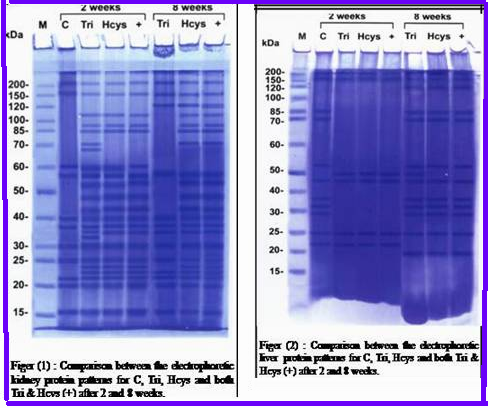 2 weeks 8 weeks
M C Tri Hcys + Tri Hcys +
kDa
200-
150-
120-
100-
85-
70-
60-
50-
40-
30-
25-
20-
15-
Figer (1) : Comparison between the electrophoretic
kidney protein patterns for C, Tri, Hcys and both
Tri & Hcys (+) after 2 and 8 weeks.
2 weeks 8 weeks
M C Tri Hcys + Tri Hcys +
kDa
200-
150-
120-
100-
85-
70-
60-
50-
40-
30-
25-
20-
15-
Figer (2) : Comparison between the electrophoretic
liver protein patterns for C, Tri, Hcys and both Tri &
Hcys (+) after 2 and 8 weeks.